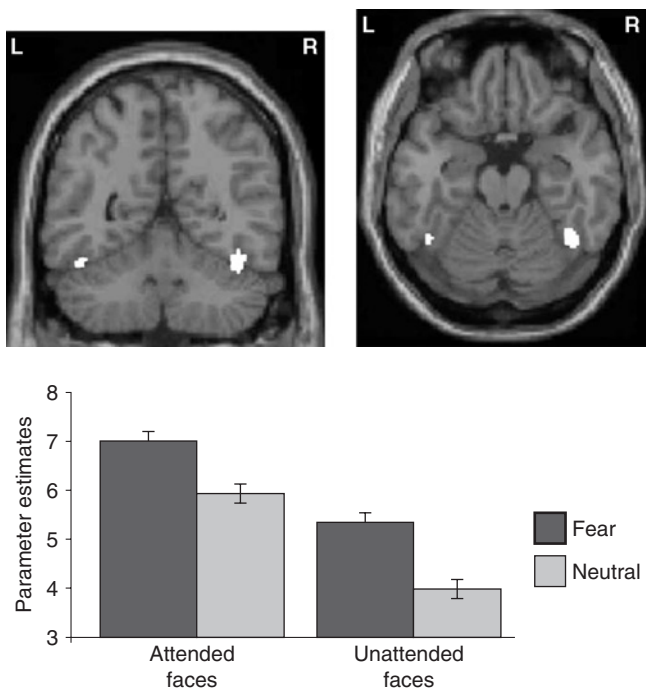 L R
L R
8
7
6
5
4
3
Parameter estimates
Attended
faces
Unattended
faces
Fear
Neutral